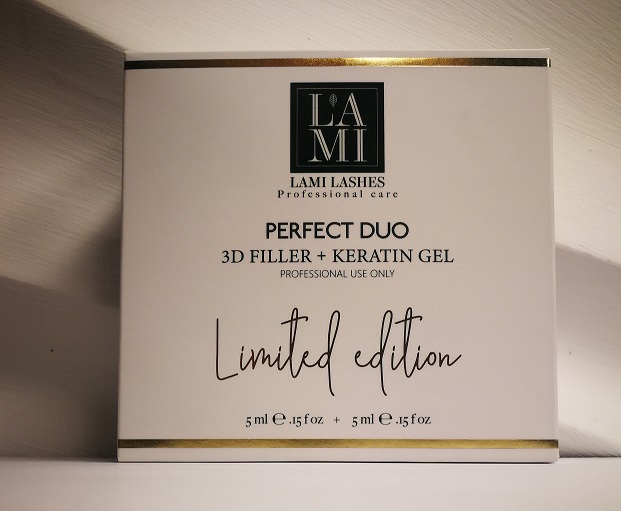 L'A
MI
LAMI LASHES
Professional care
PERFECT DUO
3D FILLER + KERATIN GEL
PROFESSIONAL USE ONLY
Limited edition
5 ml ℮ .15 f oz + 5 ml ℮ .15 f oz